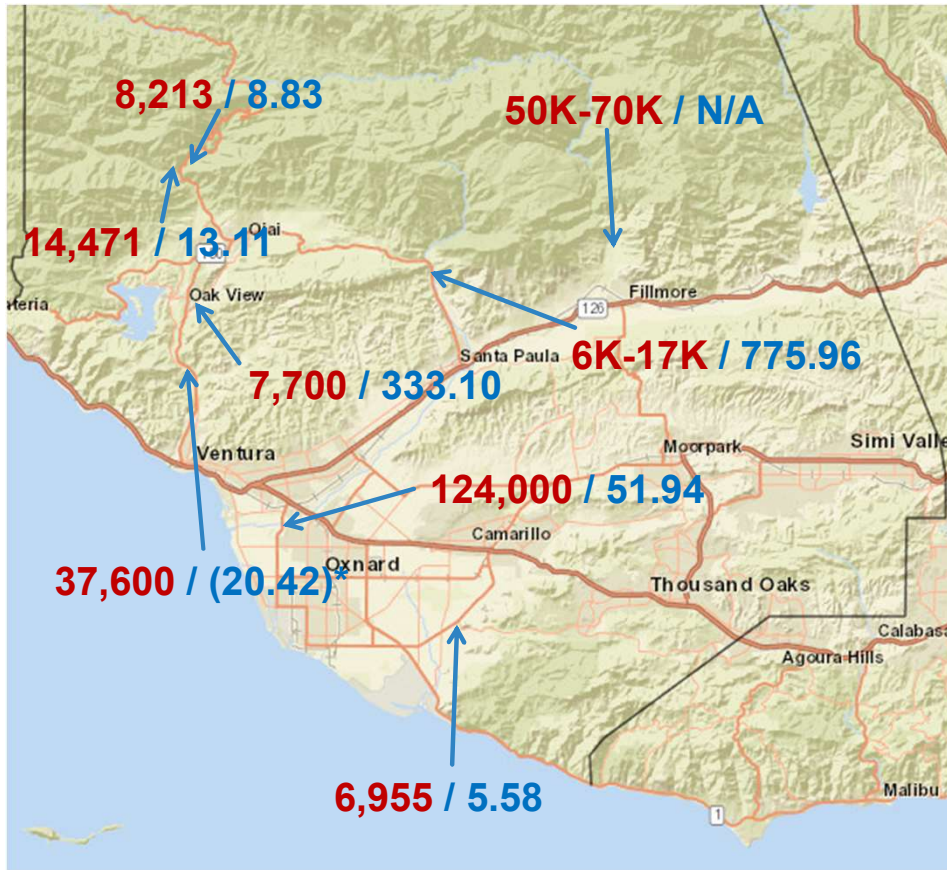 8,213 / 8.83
50K-70K / N/A
Ojai
14,471 / 13.11
Oak View
ateria
Fillmore
126
Santa Paula
6K-17K / 775.96
7,700 / 333.10
Moorpark
Simi Valle
Ventura
124,000 / 51.94
Camarillo
Oxnard
37,600 / (20.42)*
Thousand Oaks
Calabasa
Agoura Hills
6,955 / 5.58
Malibu
1